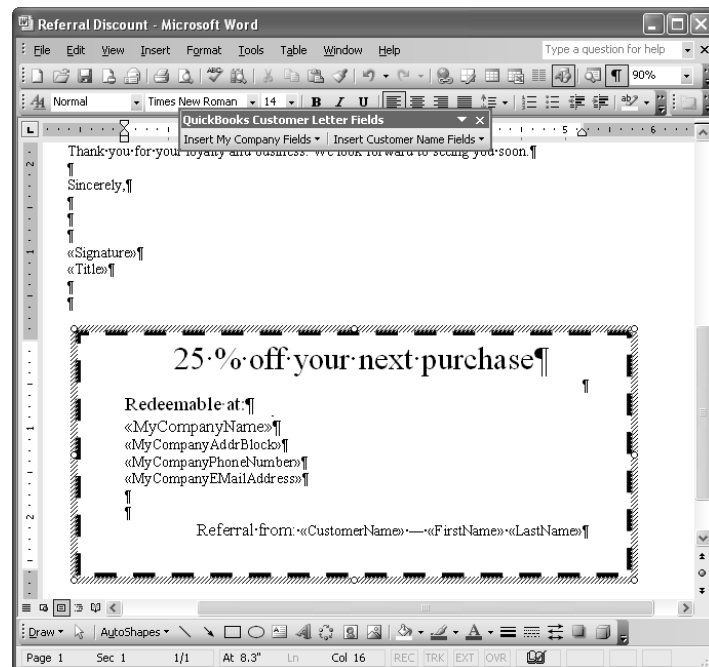 Referral Discount - Microsoft Word
File Edit View Insert Format Tools Table Window Help Type a question for help
90%
Normal Times New Roman 14 B I U
QuickBooks Customer Letter Fields
Insert My Company Fields Insert Customer Name Fields
5 6
Thank·you·for·your·loyalty·and·business.·We·look·forward·to·seeing·you·soon.¶
¶
Sincerely,¶
¶
¶
¶
«Signature»¶
«Title»¶
¶
¶
25·%·off·your·next·purchase¶
¶
Redeemable·at:¶
«MyCompanyName»¶
«MyCompanyAddrBlock»¶
«MyCompanyPhoneNumber»¶
«MyCompanyEMailAddress»¶
¶
¶
Referral·from:·«CustomerName»·—·«FirstName»·«LastName»¶
Draw AutoShapes
Page 1 Sec 1 1/1 At 8.3" Ln Col 16 REC TRK EXT OVR